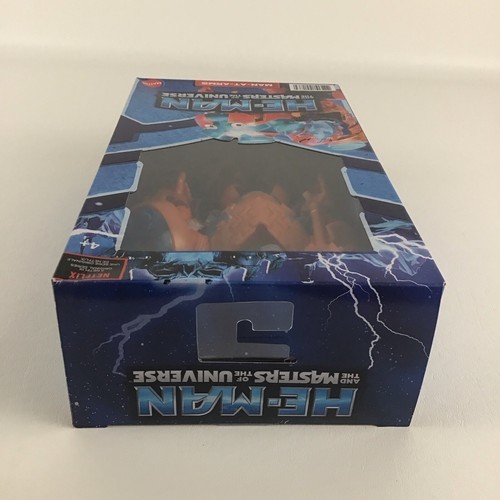 HE-MAN
AND THE MASTERS OF THE UNIVERSE
NETFLIX
4+
HE-MAN
AND THE MASTERS OF THE UNIVERSE
MAN-AT-ARMS